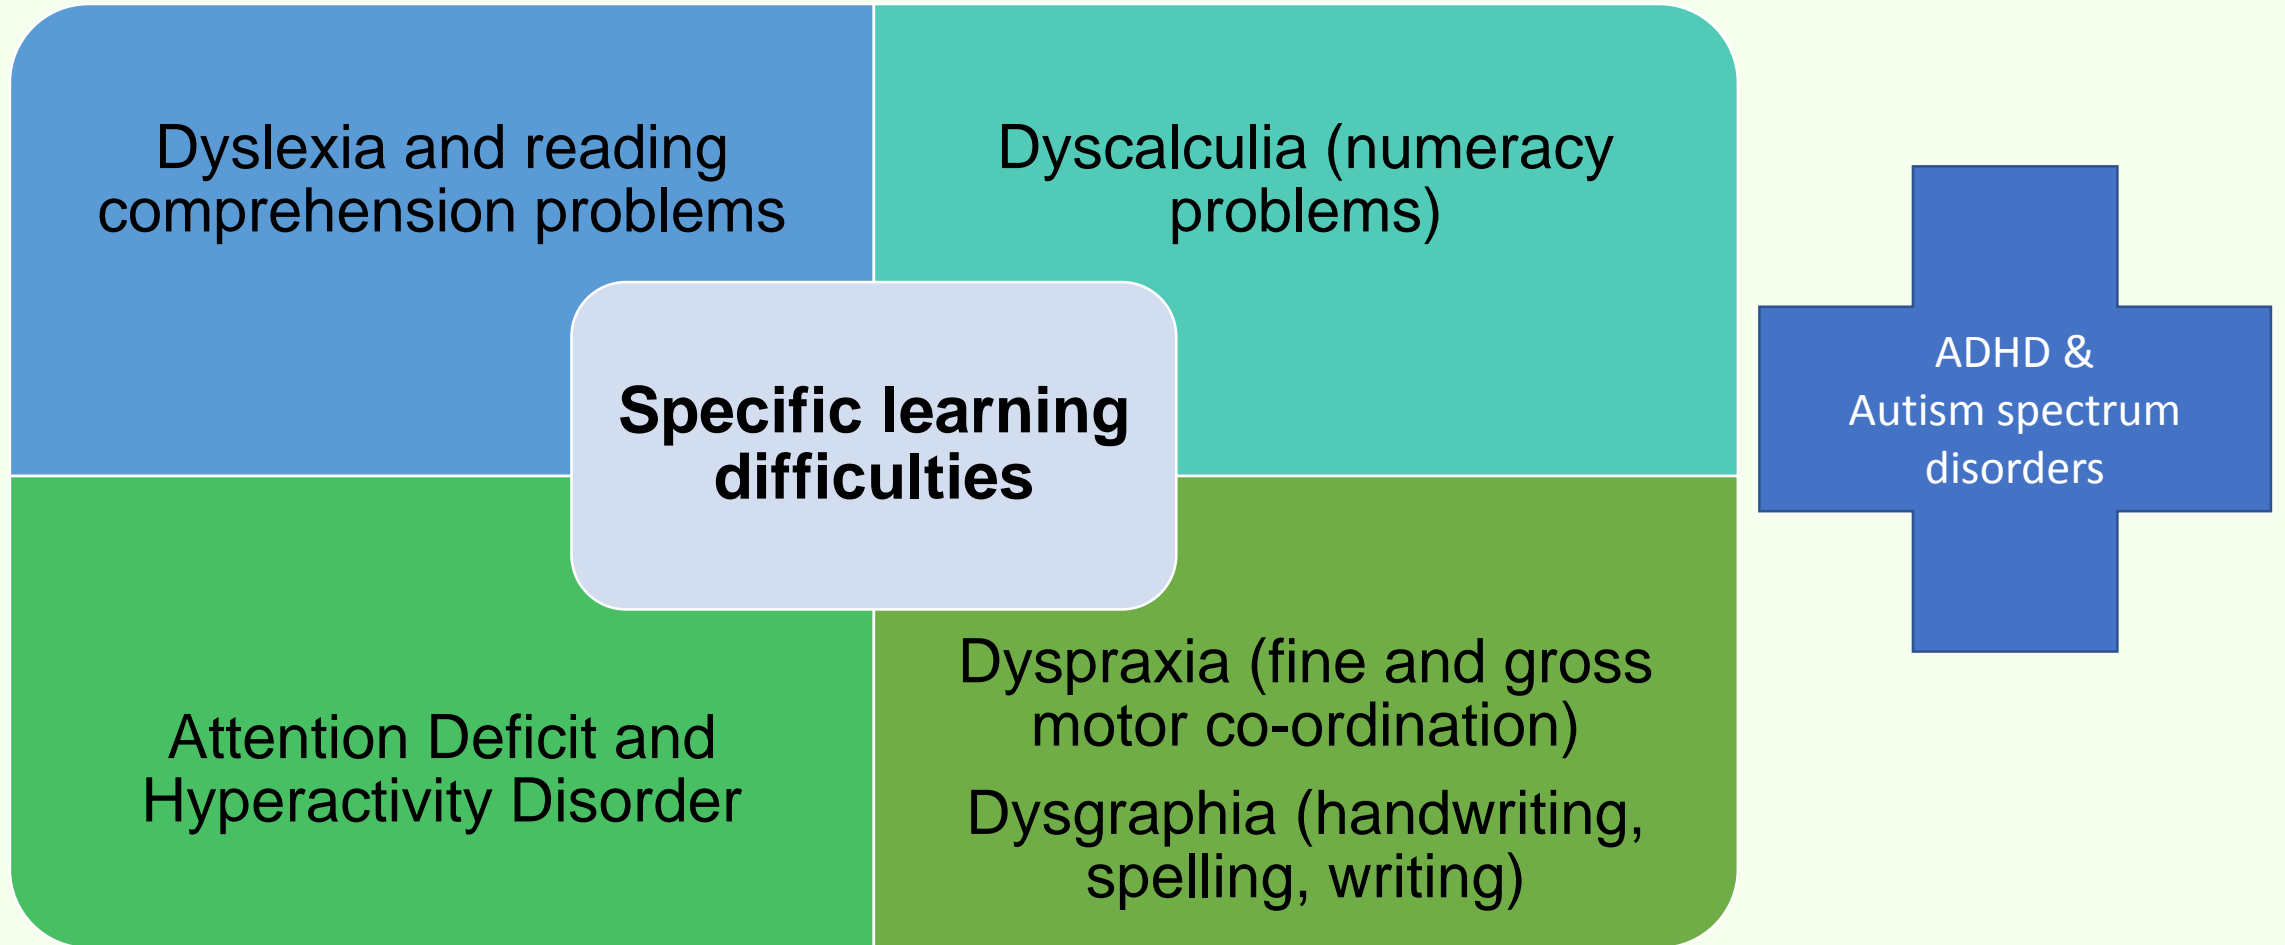 Dyslexia and reading
comprehension problems
Dyscalculia (numeracy
problems)
Specific learning
difficulties
Attention Deficit and
Hyperactivity Disorder
Dyspraxia (fine and gross
motor co-ordination)
Dysgraphia (handwriting,
spelling, writing)
ADHD &
Autism spectrum
disorders